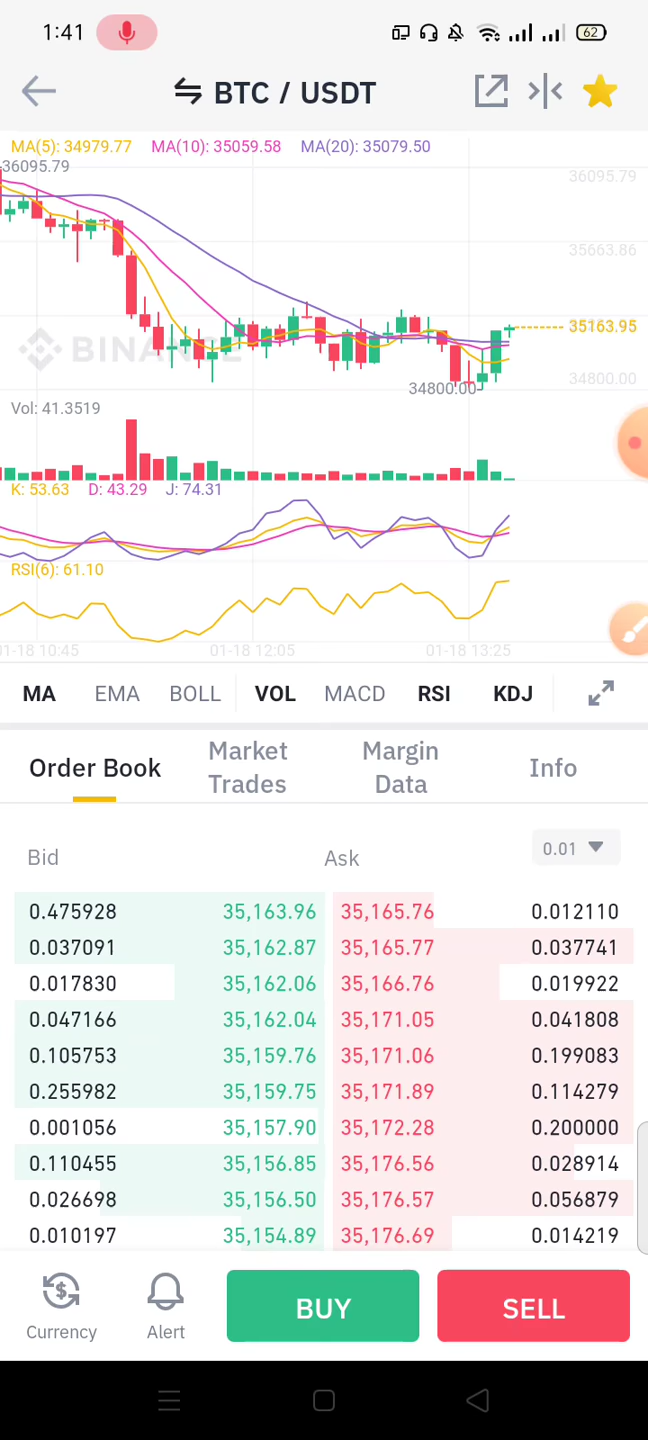 1:41
62
BTC / USDT
MA(5): 34979.77 MA(10): 35059.58 MA(20): 35079.50
36095.79
36095.79
35663.86
35163.95
34800.00
34800.00
BINAN
Vol: 41.3519
K: 53.63 D: 43.29 J: 74.31
RSI(6): 61.10
01-18 10:45 01-18 12:05 01-18 13:25
MA EMA BOLL VOL MACD RSI KDJ
Order Book Market Trades Margin Data Info
Bid Ask 0.01
0.475928 35,163.96 35,165.76 0.012110
0.037091 35,162.87 35,165.77 0.037741
0.017830 35,162.06 35,166.76 0.019922
0.047166 35,162.04 35,171.05 0.041808
0.105753 35,159.76 35,171.06 0.199083
0.255982 35,159.75 35,171.89 0.114279
0.001056 35,157.90 35,172.28 0.200000
0.110455 35,156.85 35,176.56 0.028914
0.026698 35,156.50 35,176.57 0.056879
0.010197 35,154.89 35,176.69 0.014219
Currency Alert BUY SELL